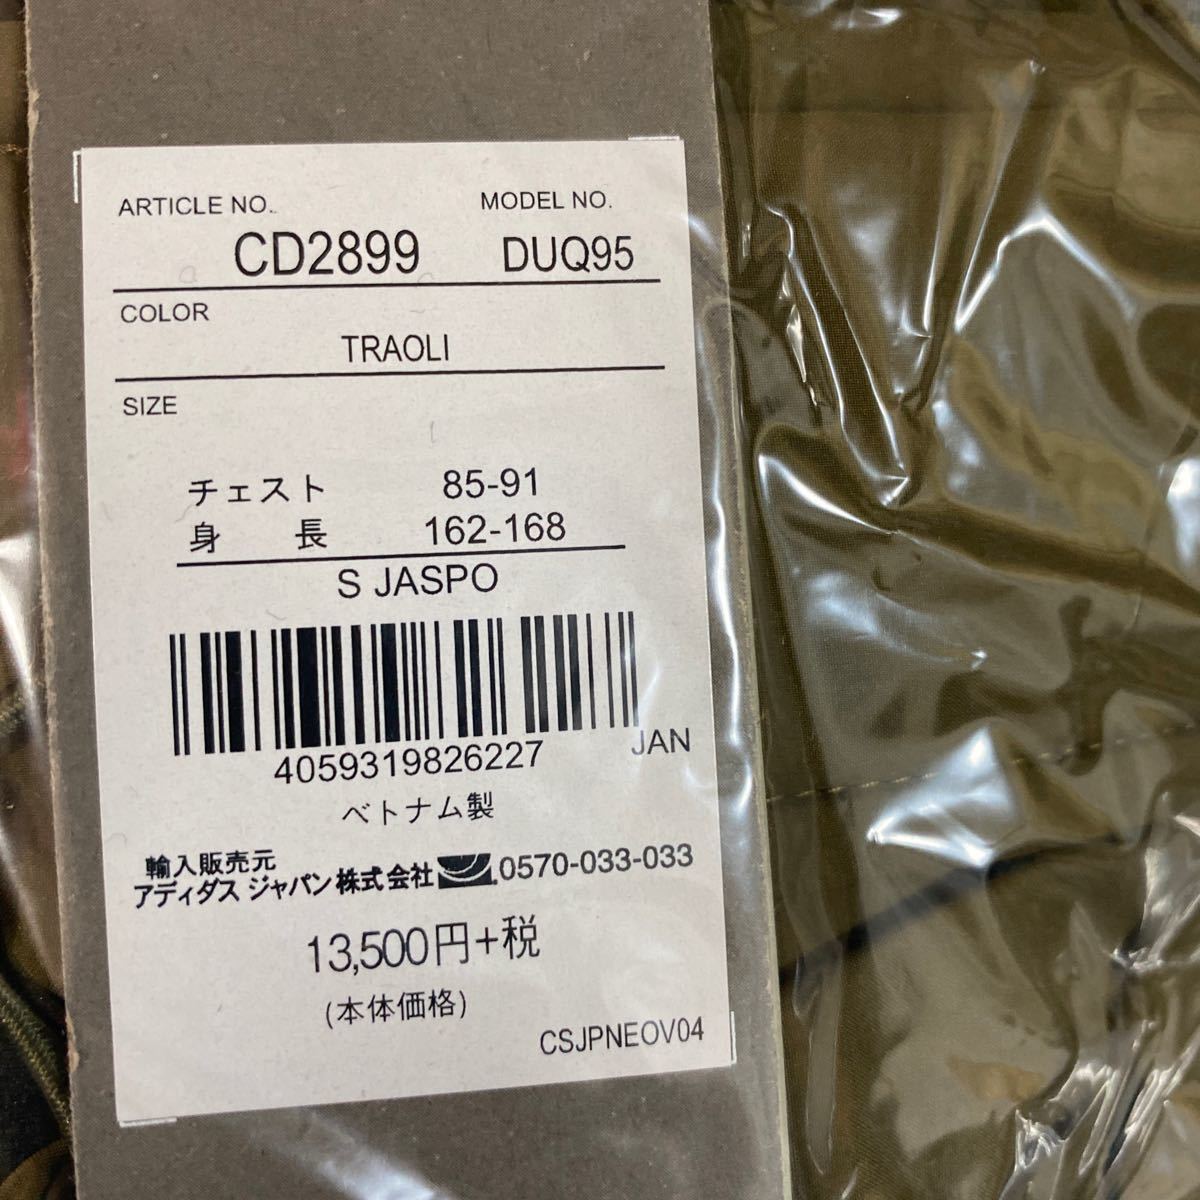 ARTICLE NO. MODEL NO.
CD2899 DUQ95
COLOR
TRAOLI
SIZE
チェスト 85-91
身 長 162-168
S JASPO
4059319826227 JAN
ベトナム製
輸入販売元
アディダス ジャパン株式会社 0570-033-033
13,500円+税
(本体価格)
CSJPNEOV04